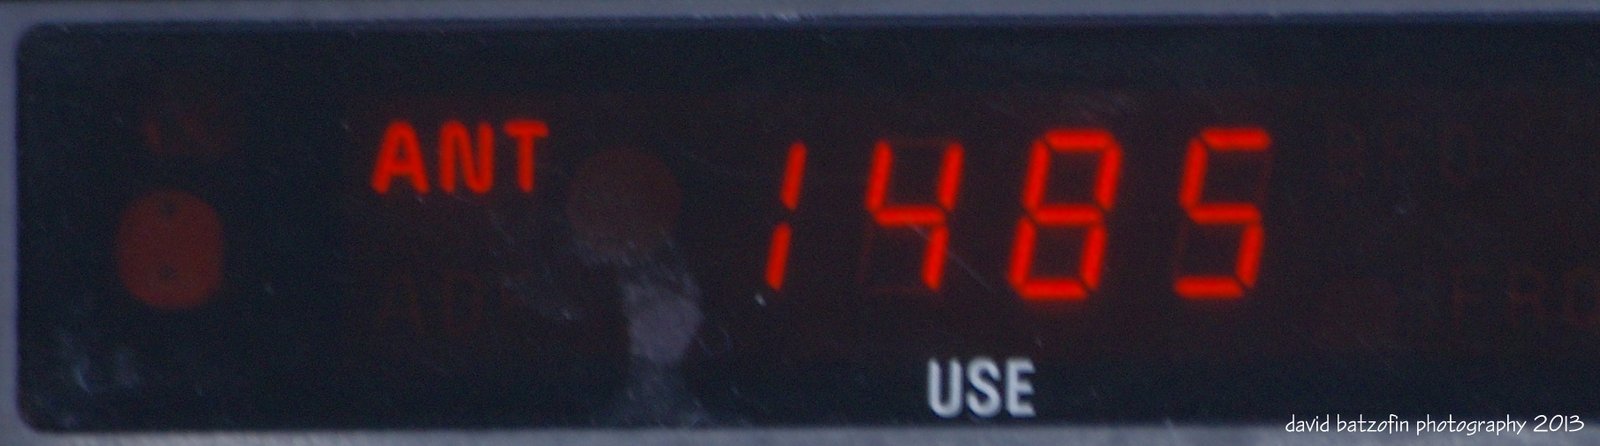 ANT 1485
USE
david batzofin photography 2013